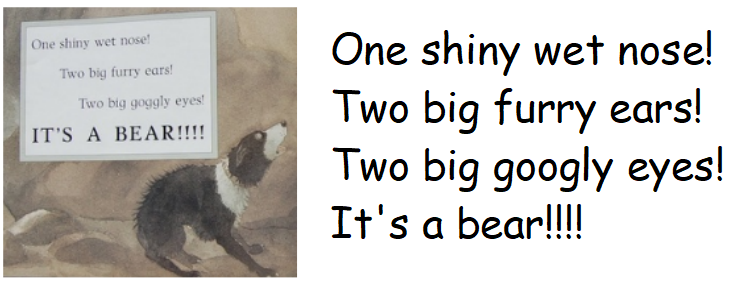 One shiny wet nose!
Two big furry ears!
Two big goggly eyes!
IT'S A BEAR!!!!
One shiny wet nose!
Two big furry ears!
Two big googly eyes!
It's a bear!!!!